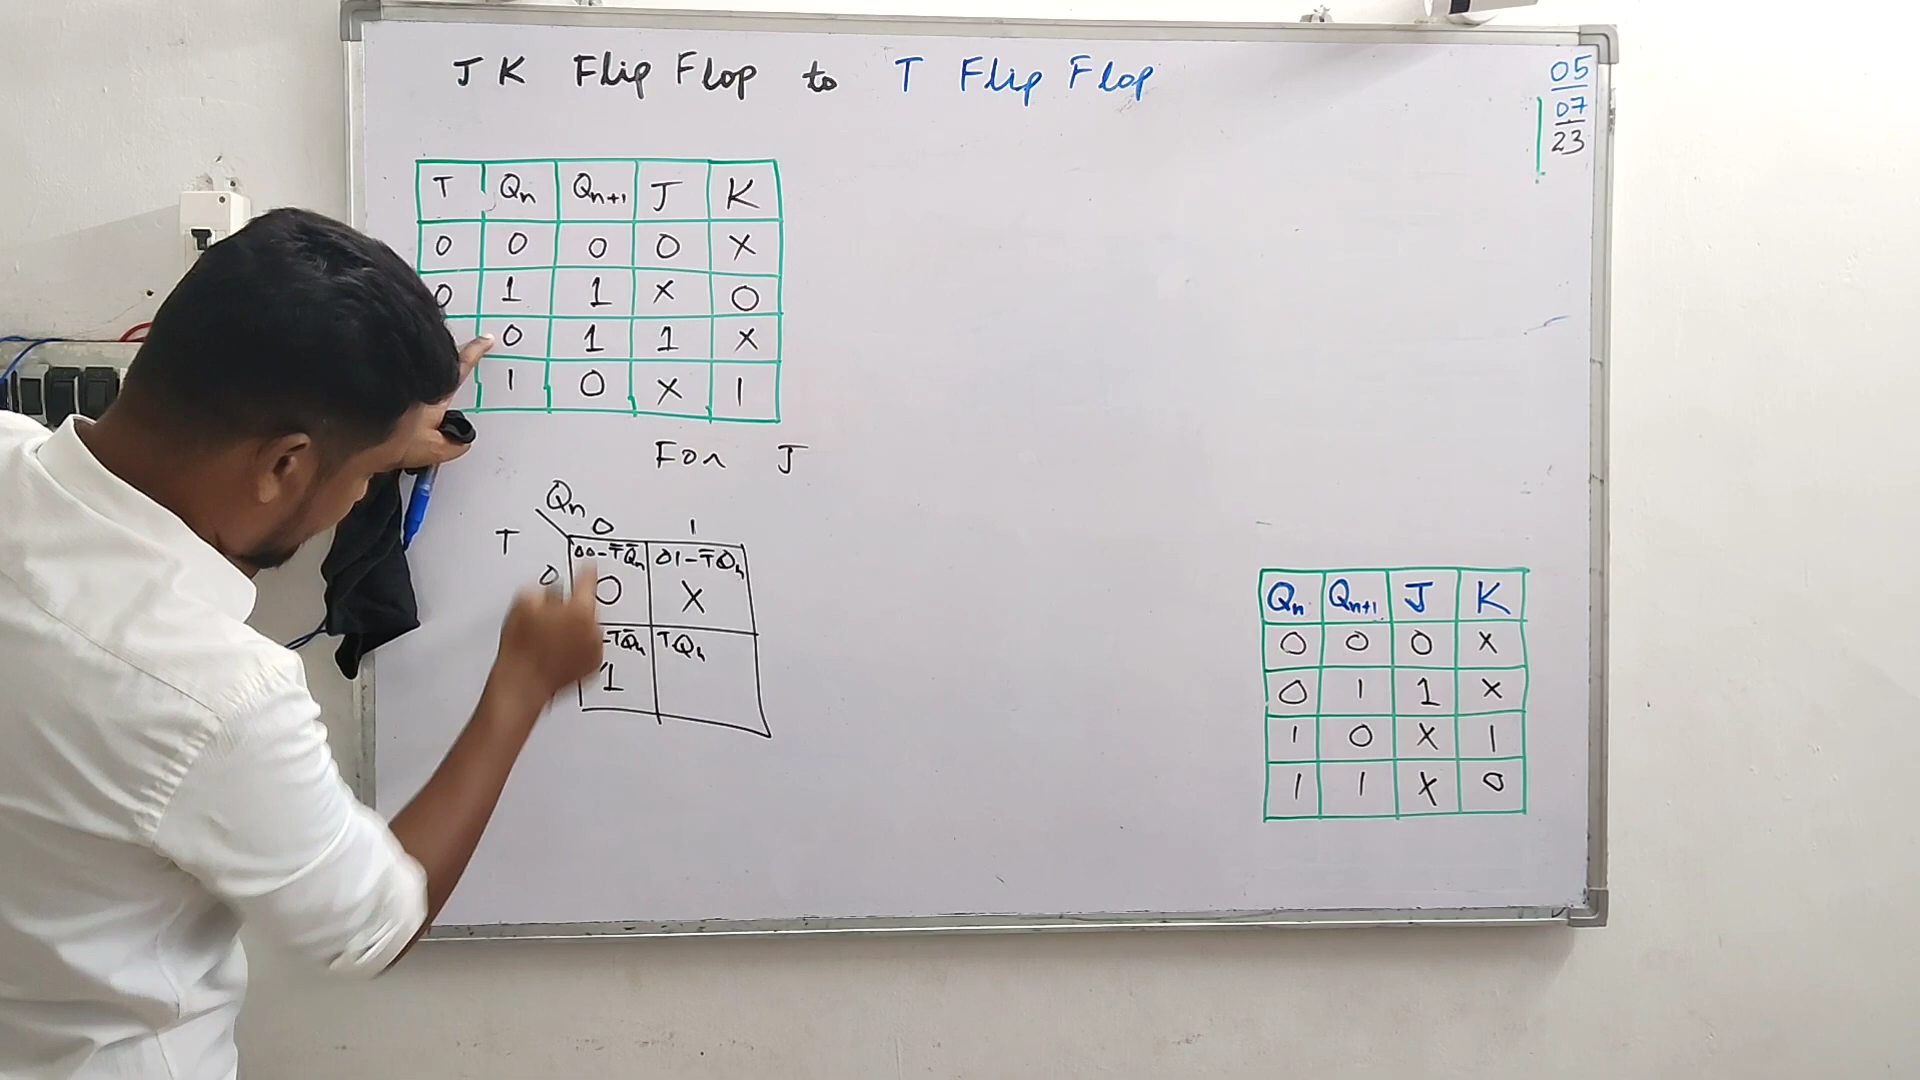 JK Flip Flop to T Flip Flop
05
07
23
T Qn Qn+1 J K
0 0 0 0 X
0 1 1 X 0
0 1 1 X
1 0 X 1
For J
Qn
T 0 1
00-T̅Q̅n 01-T̅Qn
0 0 X
-TQ̅n TQn
1
Qn Qn+1 J K
0 0 0 X
0 1 1 X
1 0 X 1
1 1 X 0